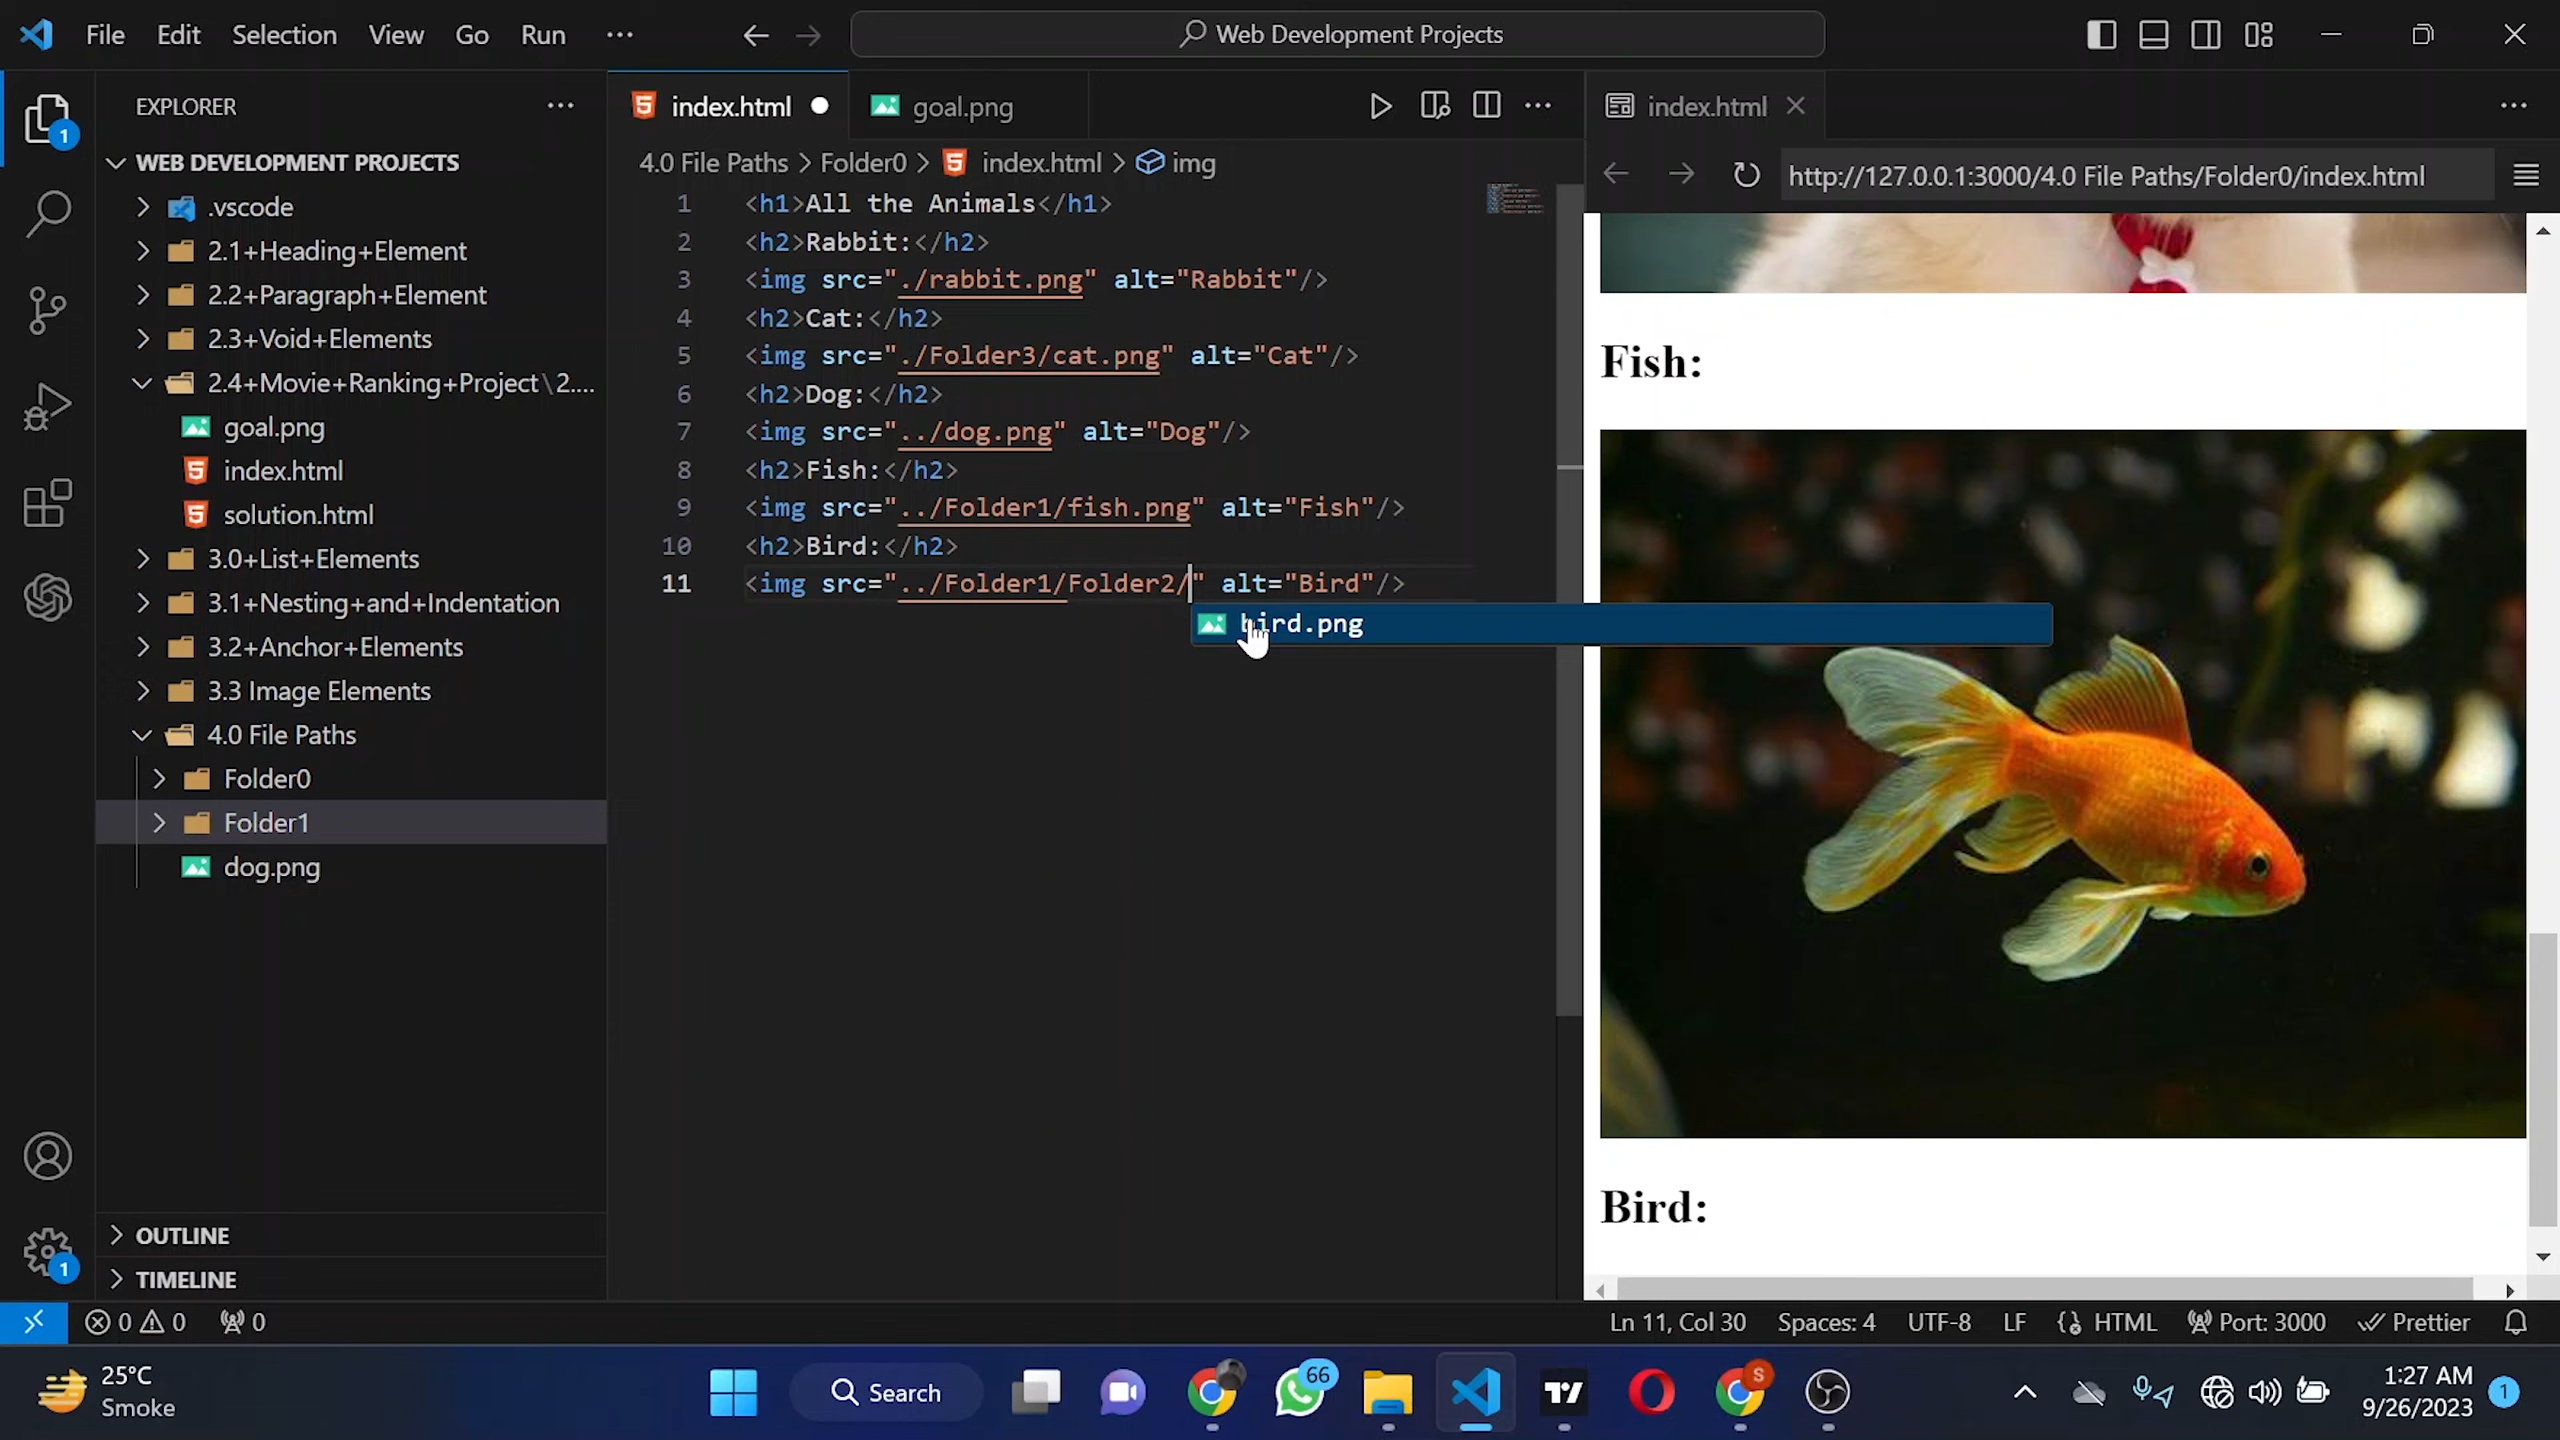 File Edit Selection View Go Run ···
Web Development Projects
EXPLORER
WEB DEVELOPMENT PROJECTS
.vscode
2.1+Heading+Element
2.2+Paragraph+Element
2.3+Void+Elements
2.4+Movie+Ranking+Project\2....
goal.png
index.html
solution.html
3.0+List+Elements
3.1+Nesting+and+Indentation
3.2+Anchor+Elements
3.3 Image Elements
4.0 File Paths
Folder0
Folder1
dog.png
OUTLINE
TIMELINE
1
1
index.html
goal.png
4.0 File Paths > Folder0 > index.html > img
1 <h1>All the Animals</h1>
2 <h2>Rabbit:</h2>
3 <img src="./rabbit.png" alt="Rabbit"/>
4 <h2>Cat:</h2>
5 <img src="./Folder3/cat.png" alt="Cat"/>
6 <h2>Dog:</h2>
7 <img src="../dog.png" alt="Dog"/>
8 <h2>Fish:</h2>
9 <img src="../Folder1/fish.png" alt="Fish"/>
10 <h2>Bird:</h2>
11 <img src="../Folder1/Folder2/" alt="Bird"/>
bird.png
index.html
http://127.0.0.1:3000/4.0 File Paths/Folder0/index.html
Fish:
Bird:
0 0 0
Ln 11, Col 30 Spaces: 4 UTF-8 LF HTML Port: 3000 Prettier
25°C
Smoke
Search
66
S
1:27 AM
9/26/2023
1